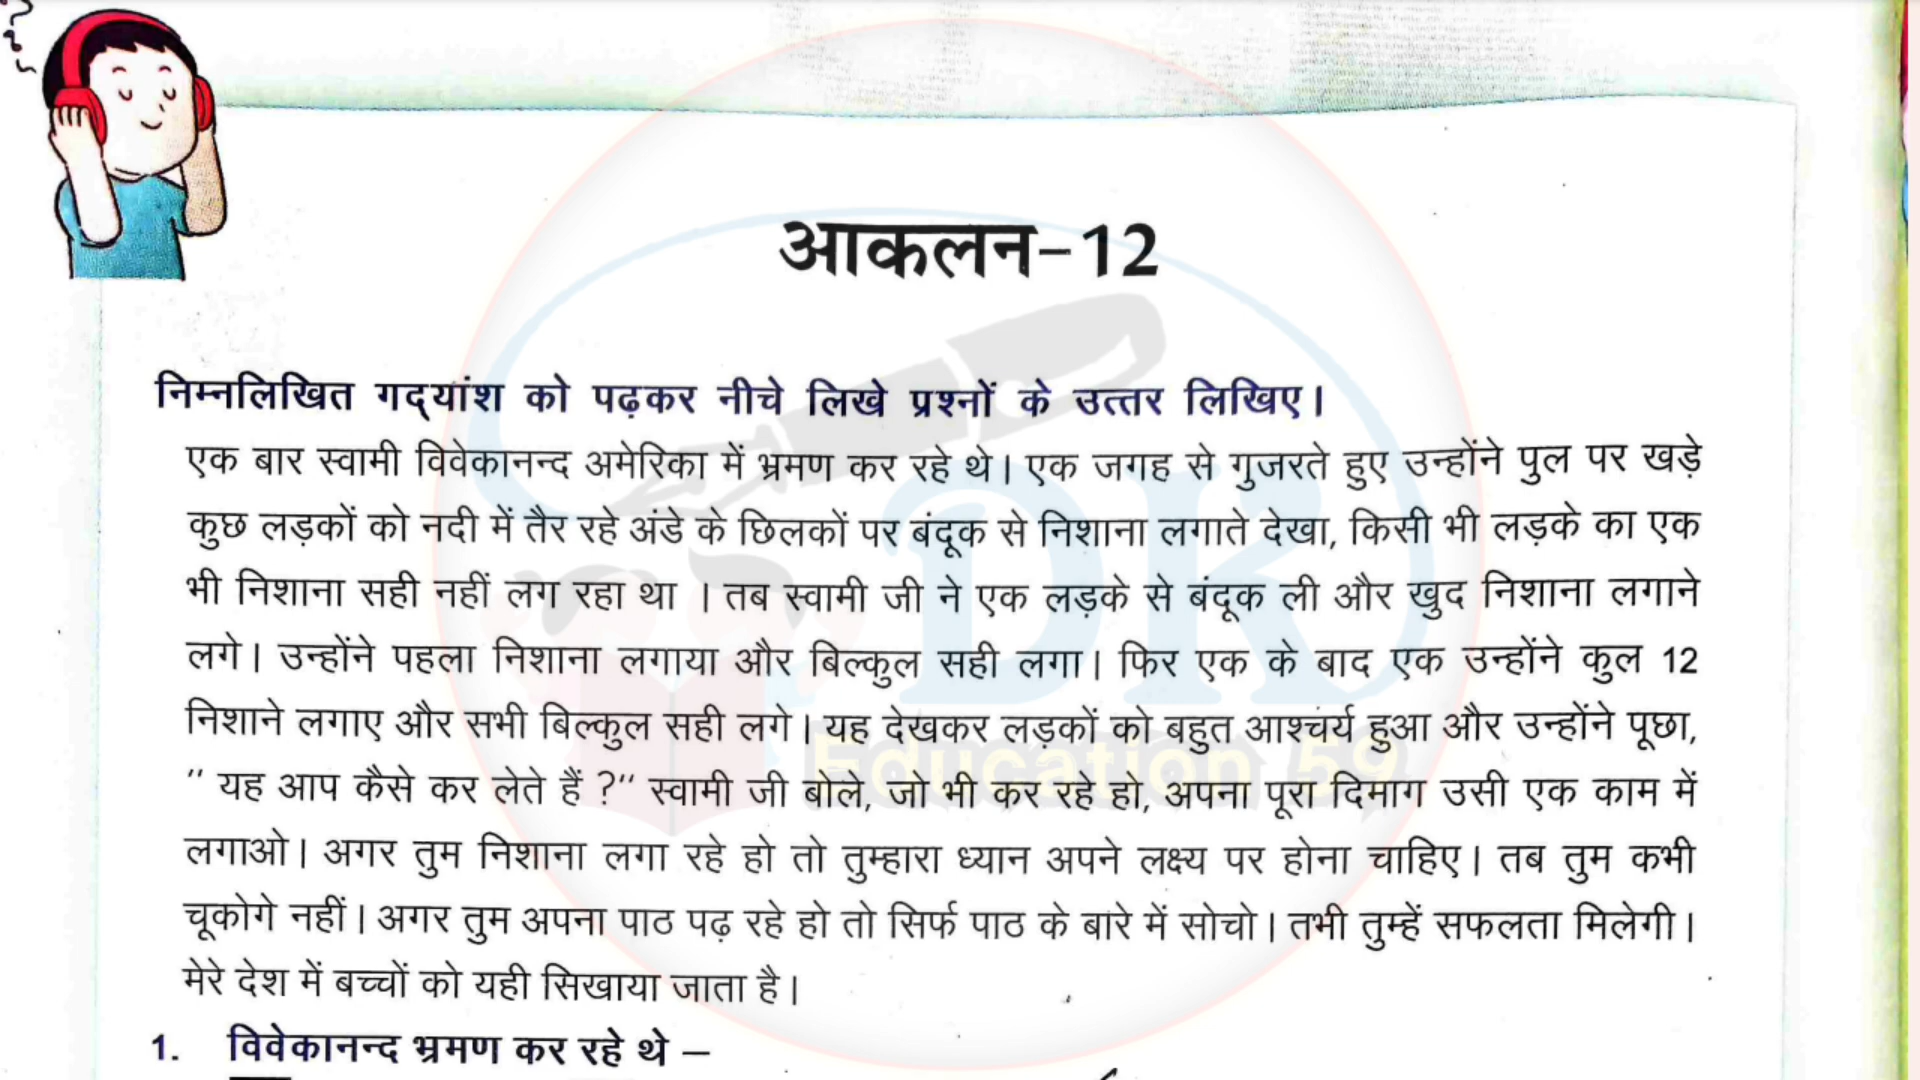 आकलन–12
निम्नलिखित गद्यांश को पढ़कर नीचे लिखे प्रश्नों के उत्तर लिखिए।
एक बार स्वामी विवेकानन्द अमेरिका में भ्रमण कर रहे थे। एक जगह से गुजरते हुए उन्होंने पुल पर खड़े
कुछ लड़कों को नदी में तैर रहे अंडे के छिलकों पर बंदूक से निशाना लगाते देखा, किसी भी लड़के का एक
भी निशाना सही नहीं लग रहा था । तब स्वामी जी ने एक लड़के से बंदूक ली और खुद निशाना लगाने
लगे। उन्होंने पहला निशाना लगाया और बिल्कुल सही लगा। फिर एक के बाद एक उन्होंने कुल 12
निशाने लगाए और सभी बिल्कुल सही लगे। यह देखकर लड़कों को बहुत आश्चर्य हुआ और उन्होंने पूछा,
" यह आप कैसे कर लेते हैं ?" स्वामी जी बोले, जो भी कर रहे हो, अपना पूरा दिमाग उसी एक काम में
लगाओ। अगर तुम निशाना लगा रहे हो तो तुम्हारा ध्यान अपने लक्ष्य पर होना चाहिए। तब तुम कभी
चूकोगे नहीं। अगर तुम अपना पाठ पढ़ रहे हो तो सिर्फ पाठ के बारे में सोचो। तभी तुम्हें सफलता मिलेगी।
मेरे देश में बच्चों को यही सिखाया जाता है।
1. विवेकानन्द भ्रमण कर रहे थे –
DK
Education 59